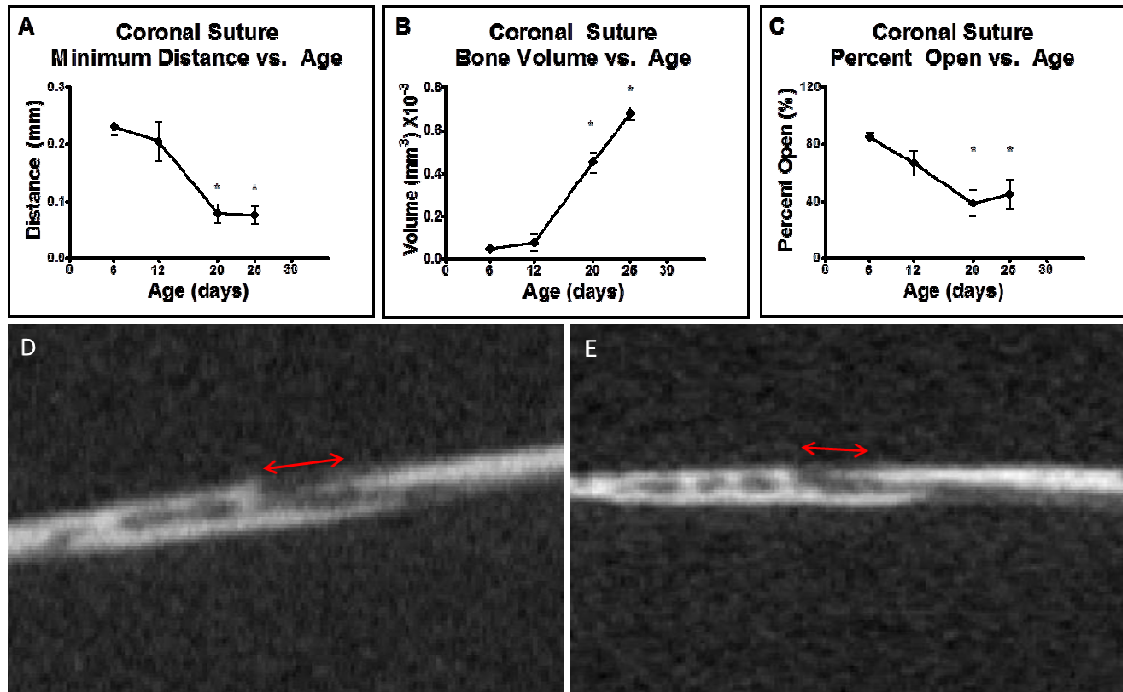 A
Coronal Suture
Minimum Distance vs. Age
0.3
0.2
0.1
0.0
Distance (mm)
0 6 12 20 25 30
Age (days)
*
*
B
Coronal Suture
Bone Volume vs. Age
0.8
0.6
0.4
0.2
0.0
Volume (mm³) X10⁻³
0 6 12 20 25 30
Age (days)
*
*
C
Coronal Suture
Percent Open vs. Age
120
80
40
0
Percent Open (%)
0 6 12 20 25 30
Age (days)
*
*
D
E